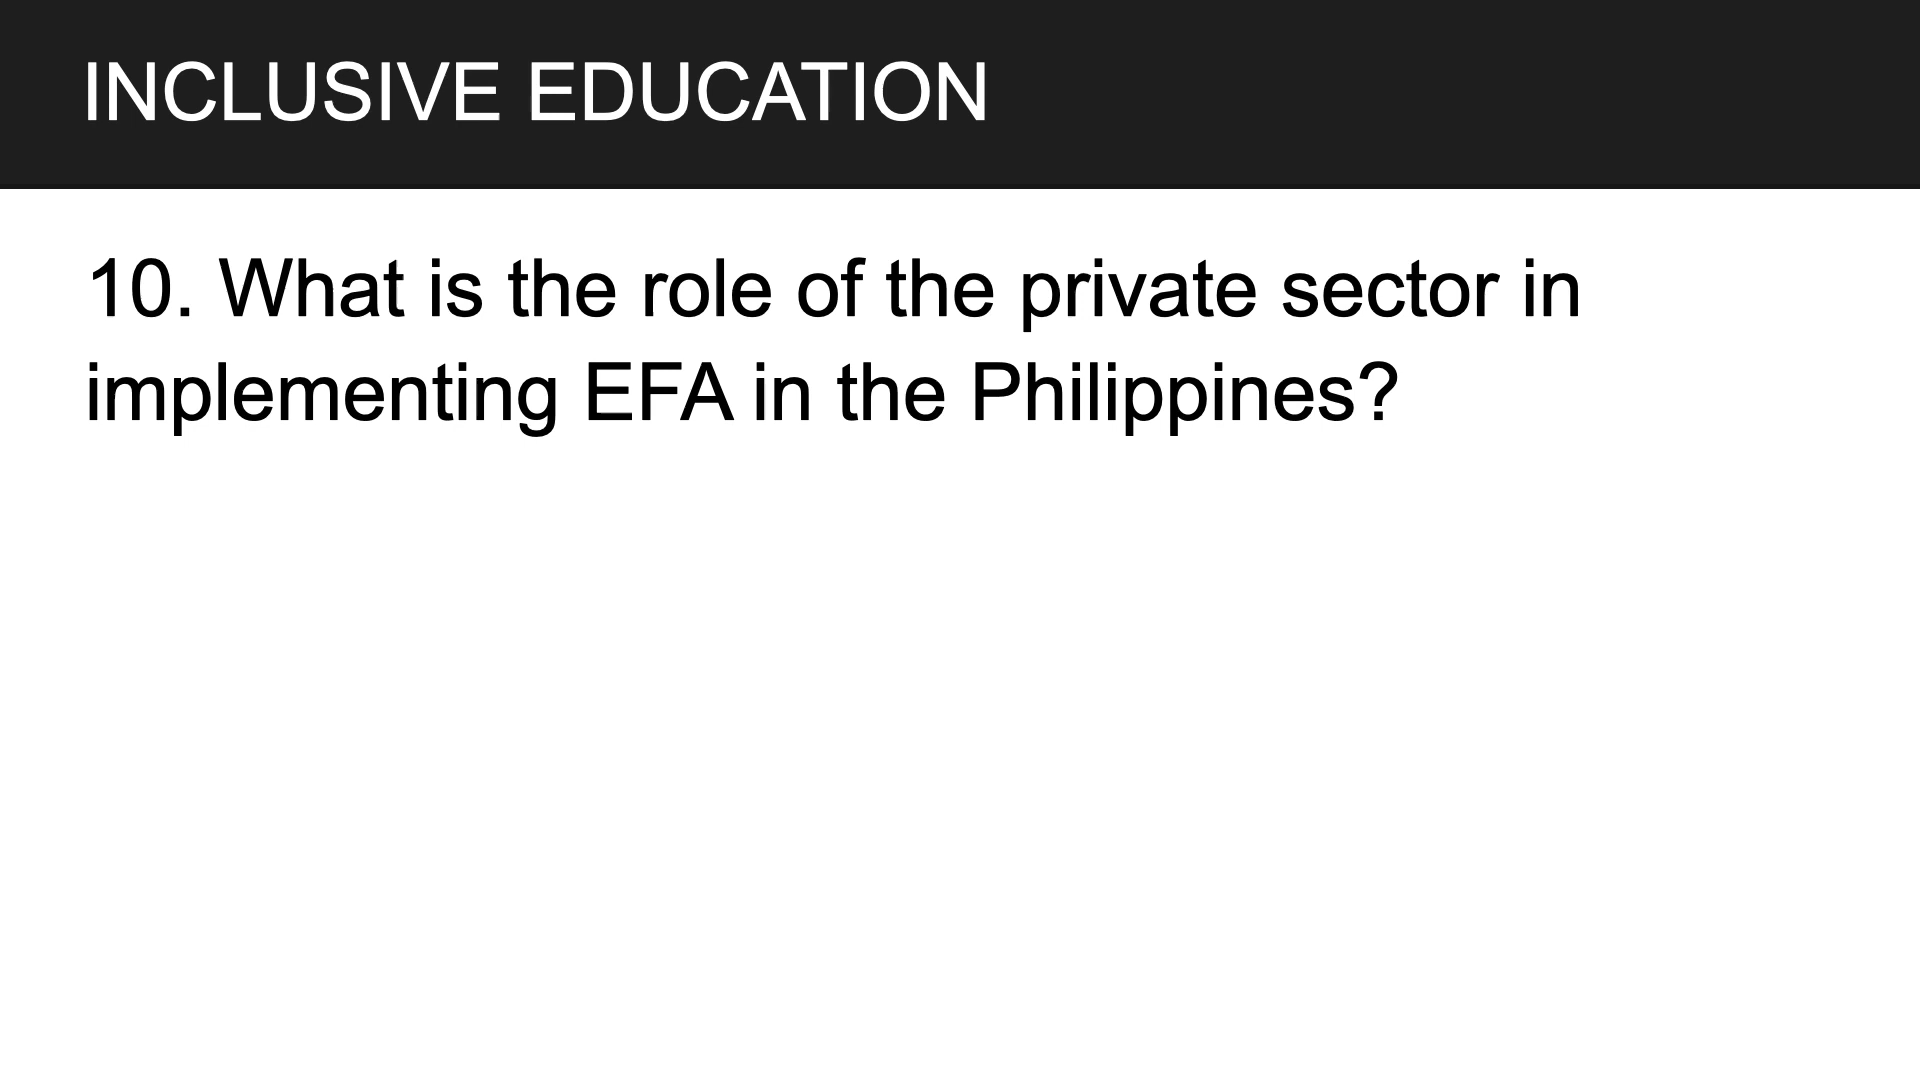 INCLUSIVE EDUCATION
10. What is the role of the private sector in
implementing EFA in the Philippines?